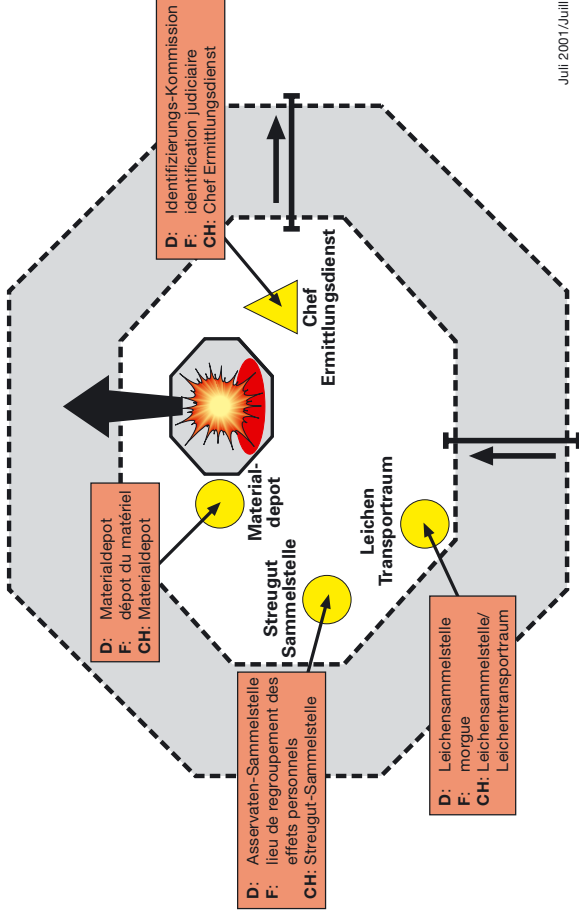 D: Materialdepot
F: dépôt du matériel
CH: Materialdepot
D: Identifizierungs-Kommission
F: identification judiciaire
CH: Chef Ermittlungsdienst
Material-
depot
Chef
Ermittlungsdienst
Streugut
Sammelstelle
Leichen
Transportraum
D: Asservaten-Sammelstelle
F: lieu de regroupement des
effets personnels
CH: Streugut-Sammelstelle
D: Leichensammelstelle
F: morgue
CH: Leichensammelstelle/
Leichentransportraum
Juli 2001/Juill